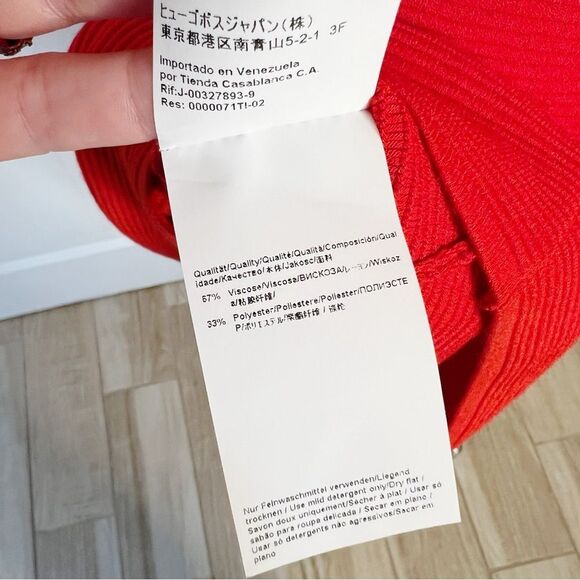 ヒューゴボスジャパン(株)
東京都港区南青山5-2-1 3F
Importado en Venezuela
por Tienda Casablanca C.A.
Rif:J-00327893-9
Res: 0000071TI-02
Qualität/Quality/Qualité/Qualità/Composición/Qual
idade/Качество/本体/Jakosc/面料
67% Viscose/Viscosa/ВИСКОЗА/レーヨン/Wiskoz
a/粘胶纤维/
33% Polyester/Poliestere/Poliester/ПОЛИЭСТЕ
Р/ポリエステル/聚酯纤维/
Nur Feinwaschmittel verwenden/Liegend
trocknen / Use mild detergent only/Dry flat /
Savon doux uniquement/Sécher à plat / Usar só
sabão para roupa delicada / Secar em plano /
Usar só detergentes não agressivos/Secar em
plano